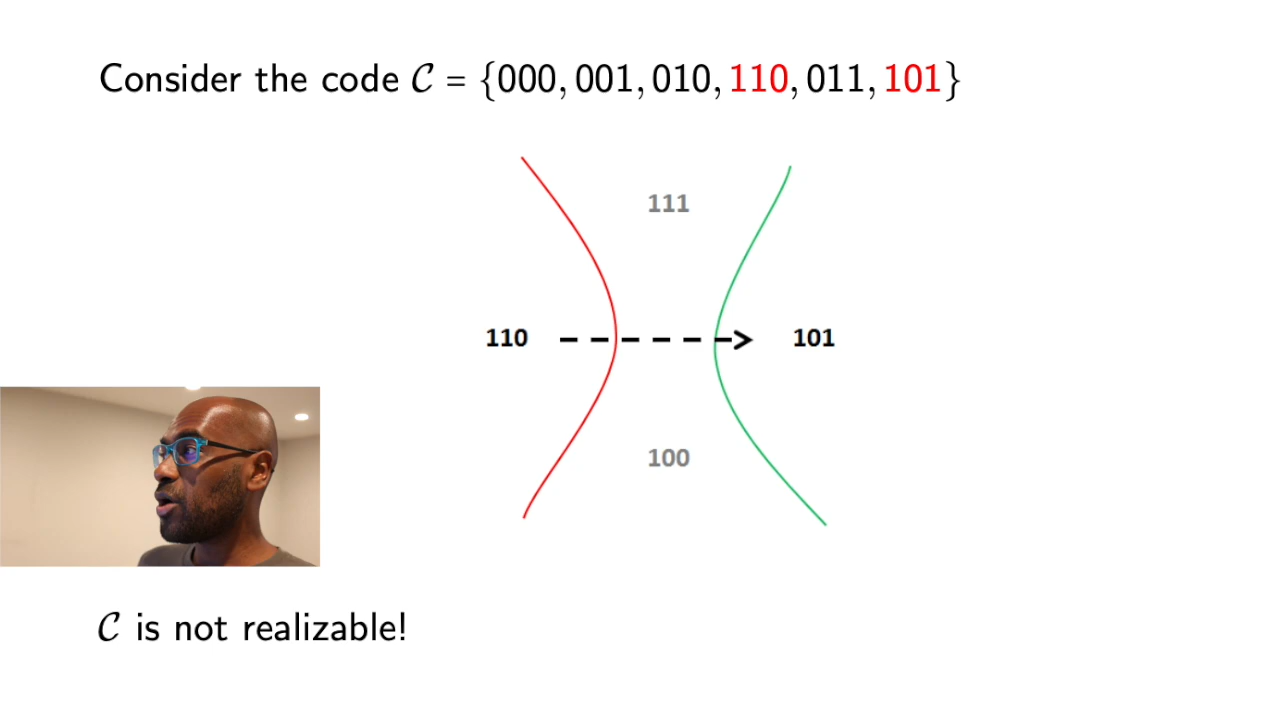 Consider the code 𝒞 = {000, 001, 010, 110, 011, 101}
111
110
101
100
𝒞 is not realizable!